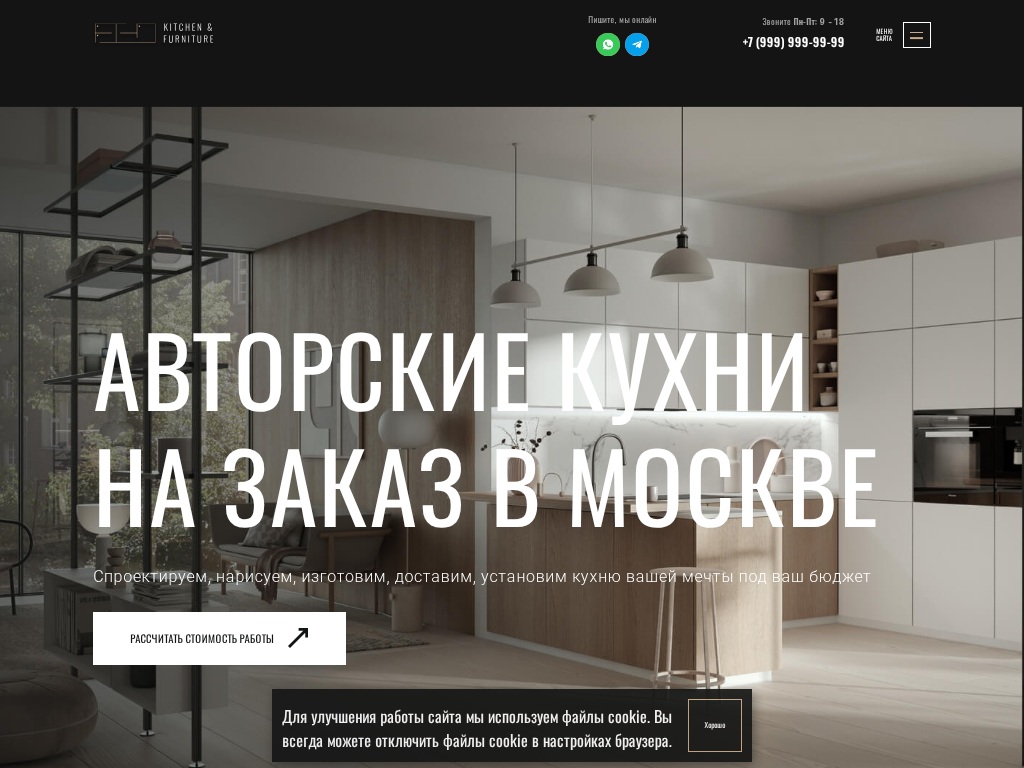 KITCHEN &
FURNITURE
Пишите, мы онлайн
Звоните Пн-Пт: 9 - 18
+7 (999) 999-99-99
МЕНЮ
САЙТА
АВТОРСКИЕ КУХНИ
НА ЗАКАЗ В МОСКВЕ
Спроектируем, нарисуем, изготовим, доставим, установим кухню вашей мечты под ваш бюджет
РАССЧИТАТЬ СТОИМОСТЬ РАБОТЫ
Для улучшения работы сайта мы используем файлы cookie. Вы
всегда можете отключить файлы cookie в настройках браузера.
Хорошо